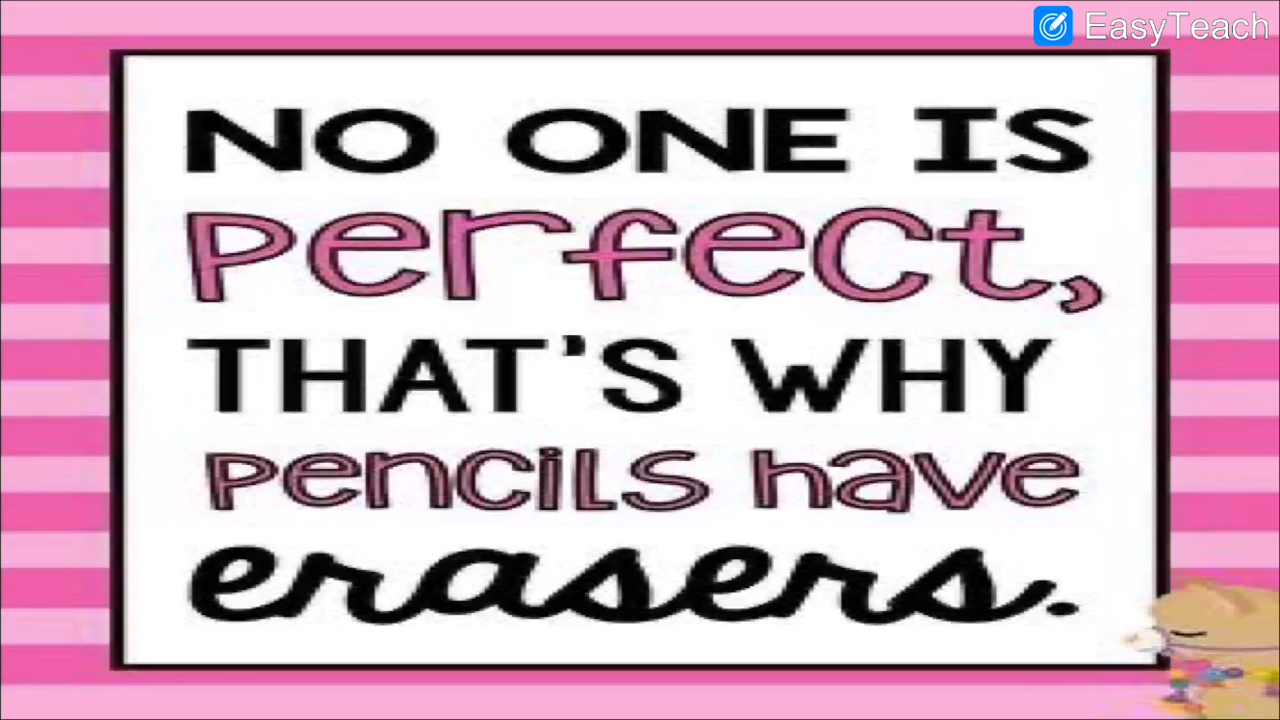 EasyTeach
NO ONE IS
perfect,
THAT'S WHY
pencils have
erasers.